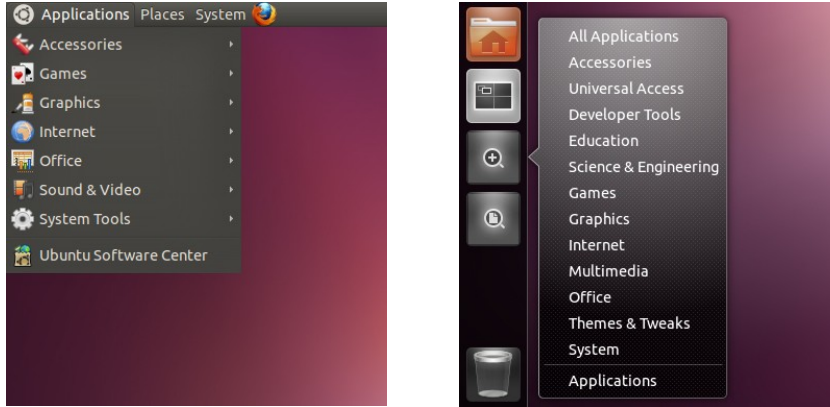 Applications Places System
Accessories
Games
Graphics
Internet
Office
Sound & Video
System Tools
Ubuntu Software Center
All Applications
Accessories
Universal Access
Developer Tools
Education
Science & Engineering
Games
Graphics
Internet
Multimedia
Office
Themes & Tweaks
System
Applications